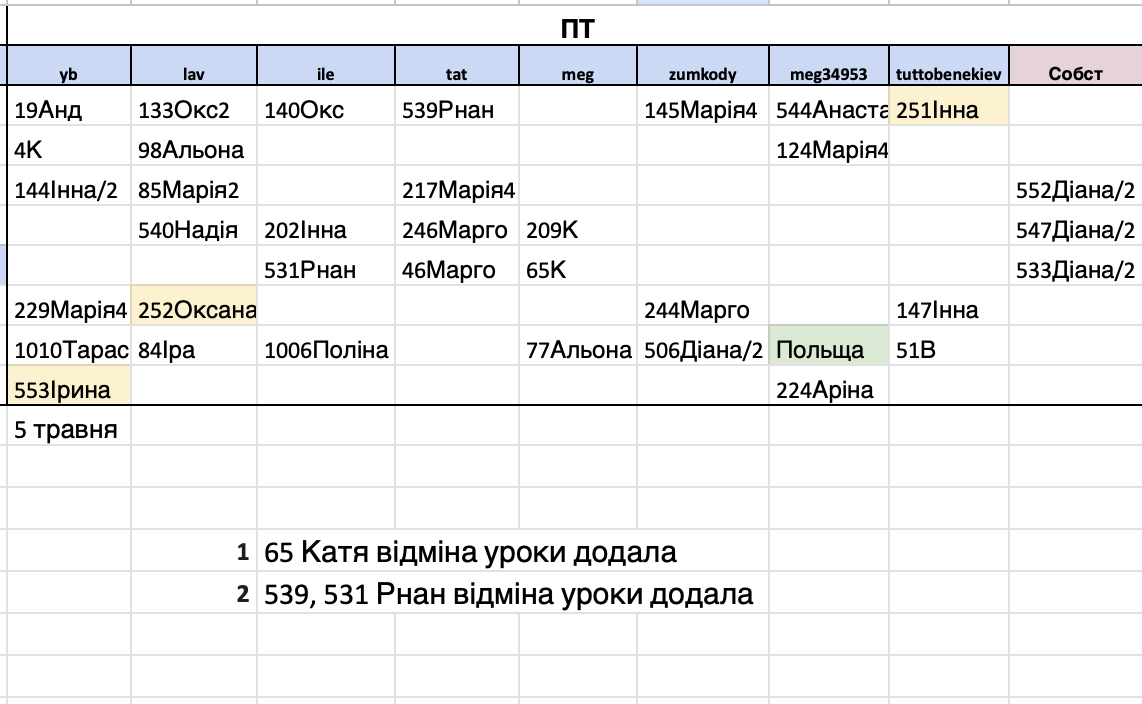 ПТ
yb lav ile tat meg zumkody meg34953 tuttobenekiev Собст
19Анд 133Окс2 140Окс 539Рнан 145Марія4 544Анаста 251Інна
4К 98Альона 124Марія4
144Інна/2 85Марія2 217Марія4 552Діана/2
540Надія 202Інна 246Марго 209К 547Діана/2
531Рнан 46Марго 65К 533Діана/2
229Марія4 252Оксана 244Марго 147Інна
1010Тарас 84Іра 1006Поліна 77Альона 506Діана/2 Польща 51В
553Ірина 224Аріна
5 травня
1 65 Катя відміна уроки додала
2 539, 531 Рнан відміна уроки додала